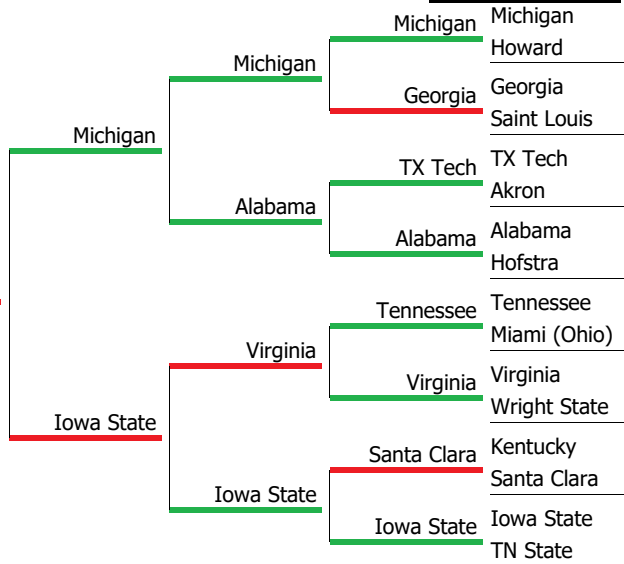 Michigan
Michigan
Howard
Michigan
Georgia
Georgia
Saint Louis
Michigan
TX Tech
TX Tech
Akron
Alabama
Alabama
Alabama
Hofstra
Tennessee
Tennessee
Miami (Ohio)
Virginia
Virginia
Virginia
Wright State
Iowa State
Santa Clara
Kentucky
Santa Clara
Iowa State
Iowa State
Iowa State
TN State